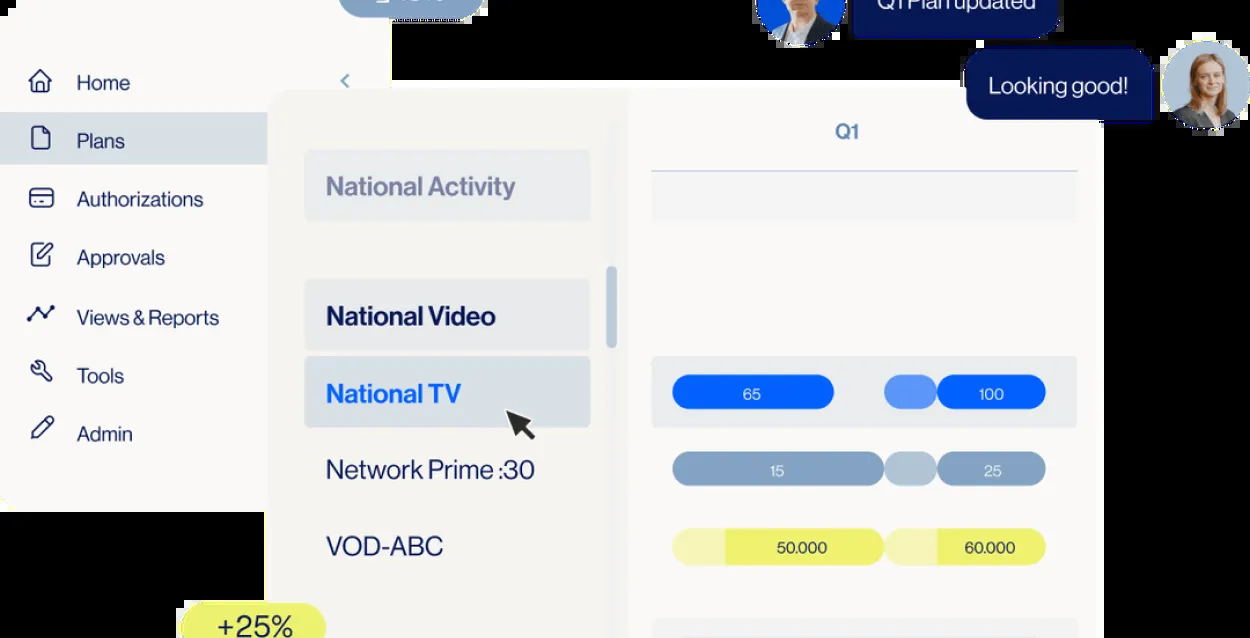 Q1 Plan updated
Looking good!
Home
Plans
Authorizations
Approvals
Views & Reports
Tools
Admin
Q1
National Activity
National Video
National TV
65
100
Network Prime :30
15
25
VOD-ABC
50.000
60.000
+25%